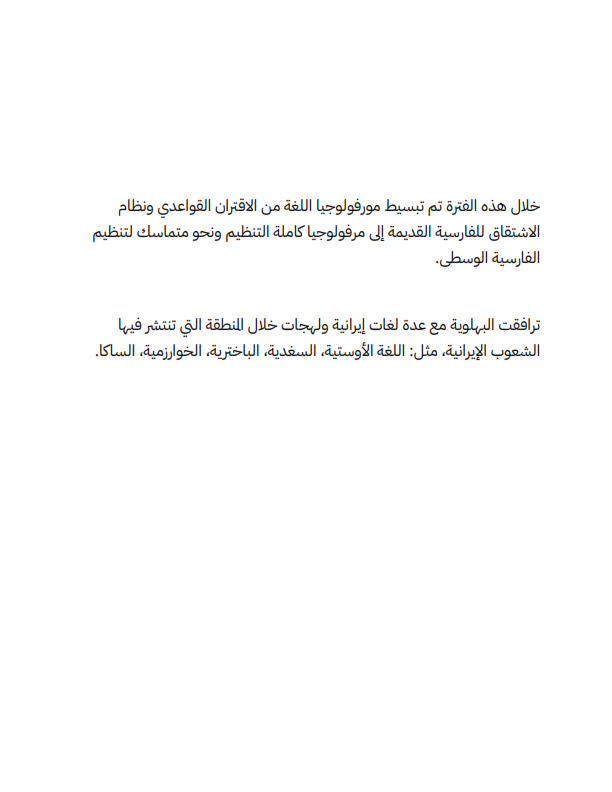 خلال هذه الفترة تم تبسيط مورفولوجيا اللغة من الاقتران القواعدي ونظام
الاشتقاق للفارسية القديمة إلى مرفولوجيا كاملة التنظيم ونحو متماسك لتنظيم
الفارسية الوسطى.
ترافقت البهلوية مع عدة لغات إيرانية ولهجات خلال المنطقة التي تنتشر فيها
الشعوب الإيرانية، مثل: اللغة الأوستية، السغدية، الباخترية، الخوارزمية، الساكا.